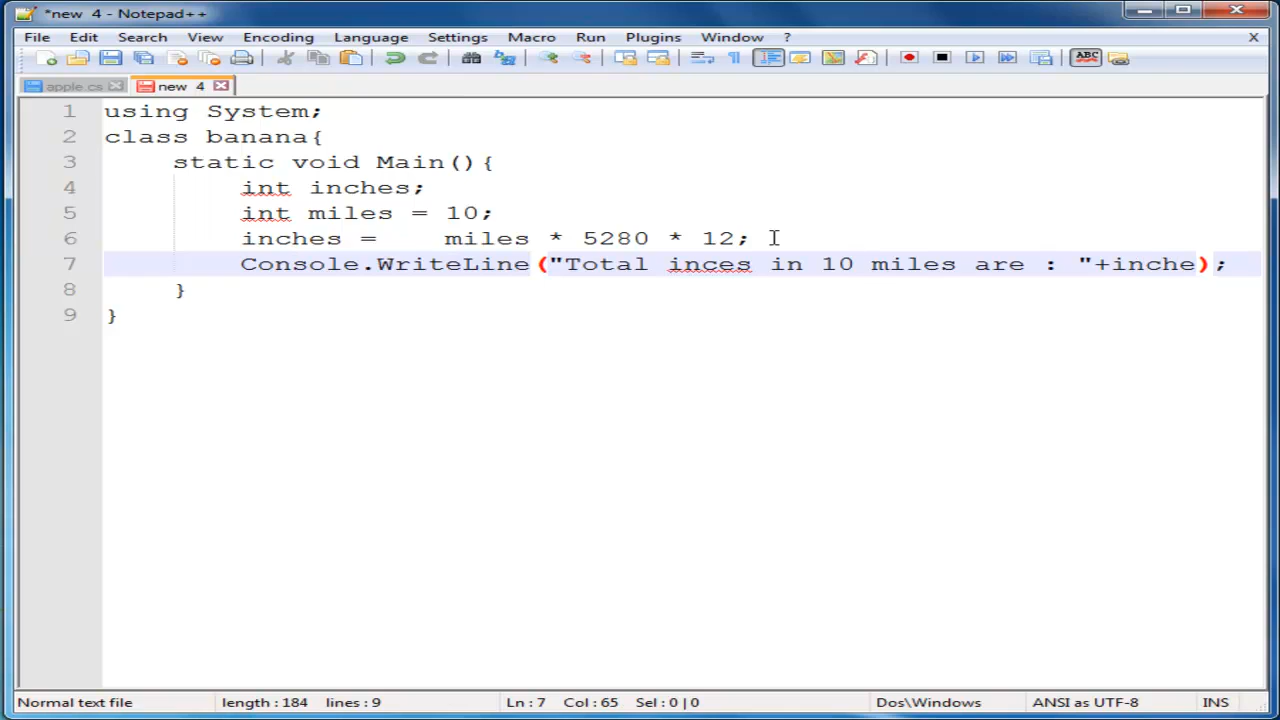 *new  4 - Notepad++
File Edit Search View Encoding Language Settings Macro Run Plugins Window ? X
ABC
apple.cs new 4
1 using System;
2 class banana{
3 static void Main(){
4 int inches;
5 int miles = 10;
6 inches = miles * 5280 * 12;
7 Console.WriteLine("Total inces in 10 miles are : "+inche);
8 }
9 }
Normal text file length : 184 lines : 9 Ln : 7 Col : 65 Sel : 0 | 0 Dos\Windows ANSI as UTF-8 INS